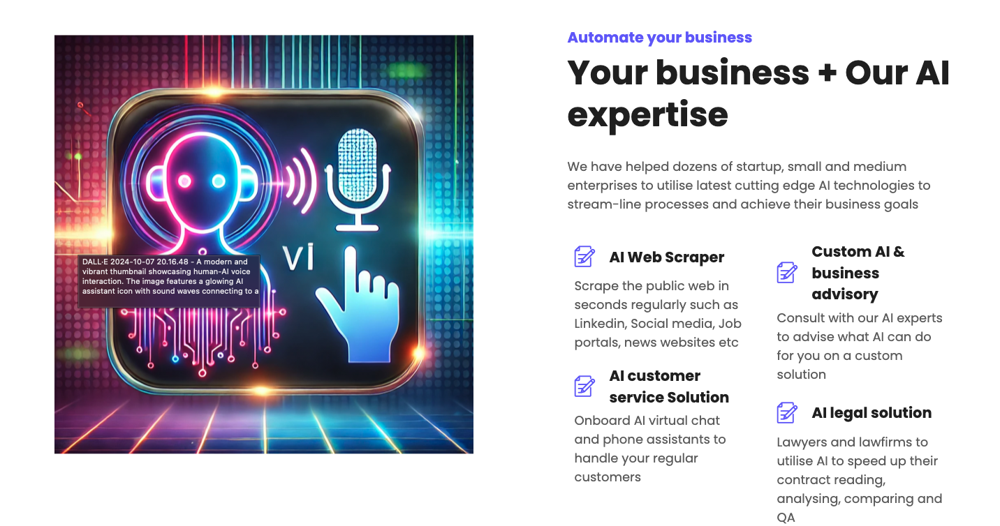 Automate your business
Your business + Our AI
expertise
We have helped dozens of startup, small and medium
enterprises to utilise latest cutting edge AI technologies to
stream-line processes and achieve their business goals
AI Web Scraper
Scrape the public web in
seconds regularly such as
Linkedin, Social media, Job
portals, news websites etc
Custom AI &
business
advisory
Consult with our AI experts
to advise what AI can do
for you on a custom
solution
AI customer
service Solution
Onboard AI virtual chat
and phone assistants to
handle your regular
customers
AI legal solution
Lawyers and lawfirms to
utilise AI to speed up their
contract reading,
analysing, comparing and
QA
vi
DALL·E 2024-10-07 20.16.48 - A modern and
vibrant thumbnail showcasing human-AI voice
interaction. The image features a glowing AI
assistant icon with sound waves connecting to a